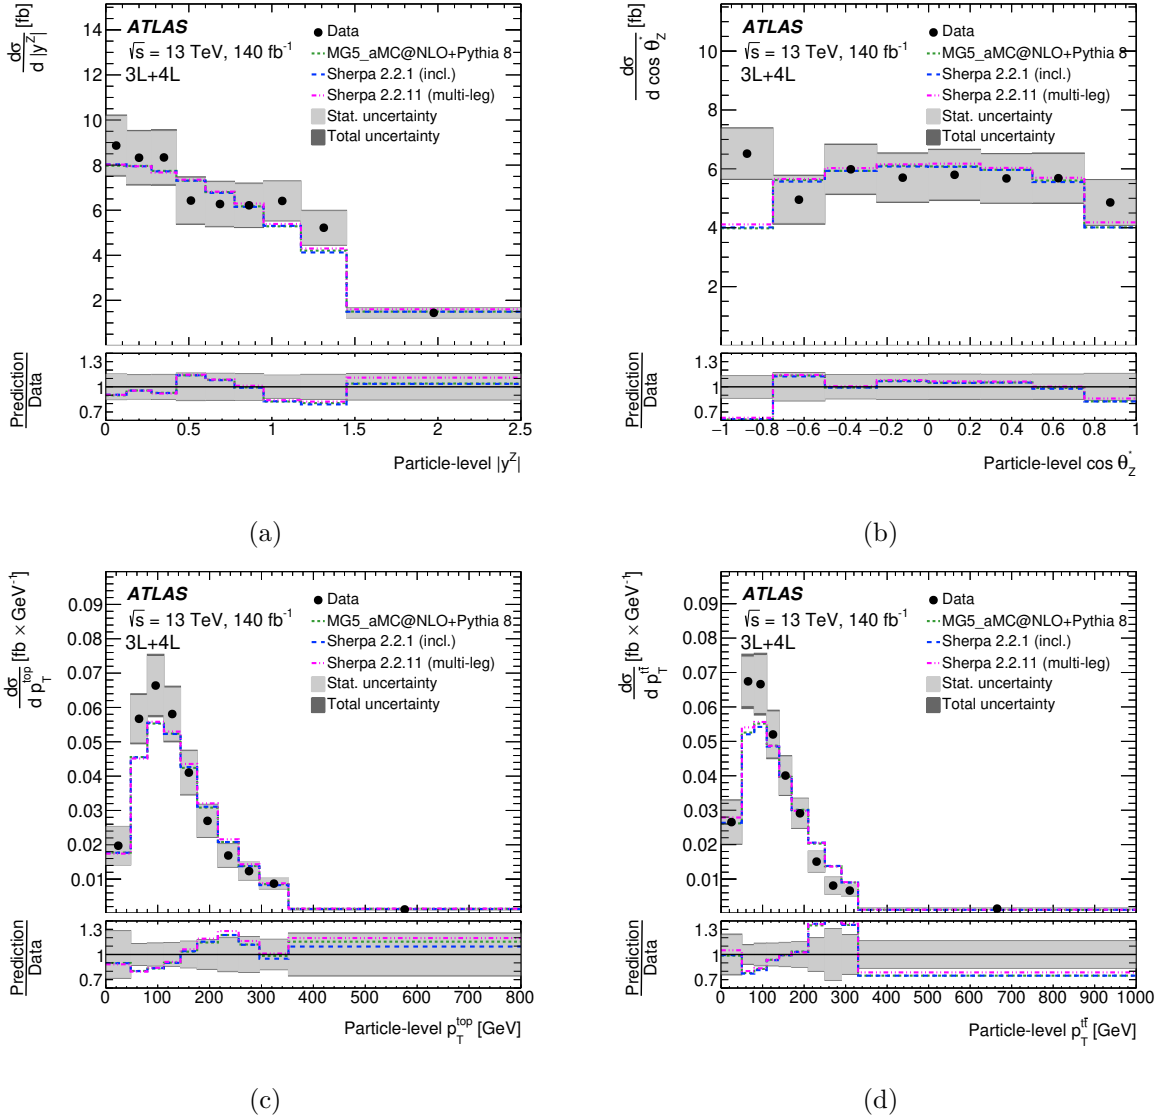 dσ
d |y^Z| [fb]
ATLAS
√s = 13 TeV, 140 fb⁻¹
3L+4L
Data
MG5_aMC@NLO+Pythia 8
Sherpa 2.2.1 (incl.)
Sherpa 2.2.11 (multi-leg)
Stat. uncertainty
Total uncertainty
14
12
10
8
6
4
2
Prediction
Data
1.3
1
0.7
0 0.5 1 1.5 2 2.5
Particle-level |y^Z|
(a)
dσ
d cos θ*_Z [fb]
ATLAS
√s = 13 TeV, 140 fb⁻¹
3L+4L
Data
MG5_aMC@NLO+Pythia 8
Sherpa 2.2.1 (incl.)
Sherpa 2.2.11 (multi-leg)
Stat. uncertainty
Total uncertainty
10
8
6
4
2
Prediction
Data
1.3
1
0.7
−1 −0.8 −0.6 −0.4 −0.2 0 0.2 0.4 0.6 0.8 1
Particle-level cos θ*_Z
(b)
dσ
d p_T^top [fb × GeV⁻¹]
ATLAS
√s = 13 TeV, 140 fb⁻¹
3L+4L
Data
MG5_aMC@NLO+Pythia 8
Sherpa 2.2.1 (incl.)
Sherpa 2.2.11 (multi-leg)
Stat. uncertainty
Total uncertainty
0.09
0.08
0.07
0.06
0.05
0.04
0.03
0.02
0.01
Prediction
Data
1.3
1
0.7
0 100 200 300 400 500 600 700 800
Particle-level p_T^top [GeV]
(c)
dσ
d p_T^tt̄ [fb × GeV⁻¹]
ATLAS
√s = 13 TeV, 140 fb⁻¹
3L+4L
Data
MG5_aMC@NLO+Pythia 8
Sherpa 2.2.1 (incl.)
Sherpa 2.2.11 (multi-leg)
Stat. uncertainty
Total uncertainty
0.09
0.08
0.07
0.06
0.05
0.04
0.03
0.02
0.01
Prediction
Data
1.3
1
0.7
0 100 200 300 400 500 600 700 800 900 1000
Particle-level p_T^tt̄ [GeV]
(d)